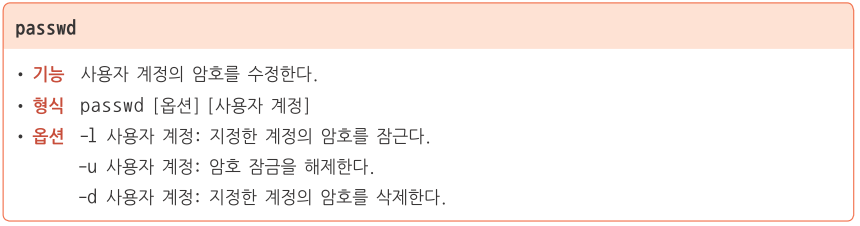 passwd
• 기능 사용자 계정의 암호를 수정한다.
• 형식 passwd [옵션] [사용자 계정]
• 옵션 -l 사용자 계정: 지정한 계정의 암호를 잠근다.
-u 사용자 계정: 암호 잠금을 해제한다.
-d 사용자 계정: 지정한 계정의 암호를 삭제한다.